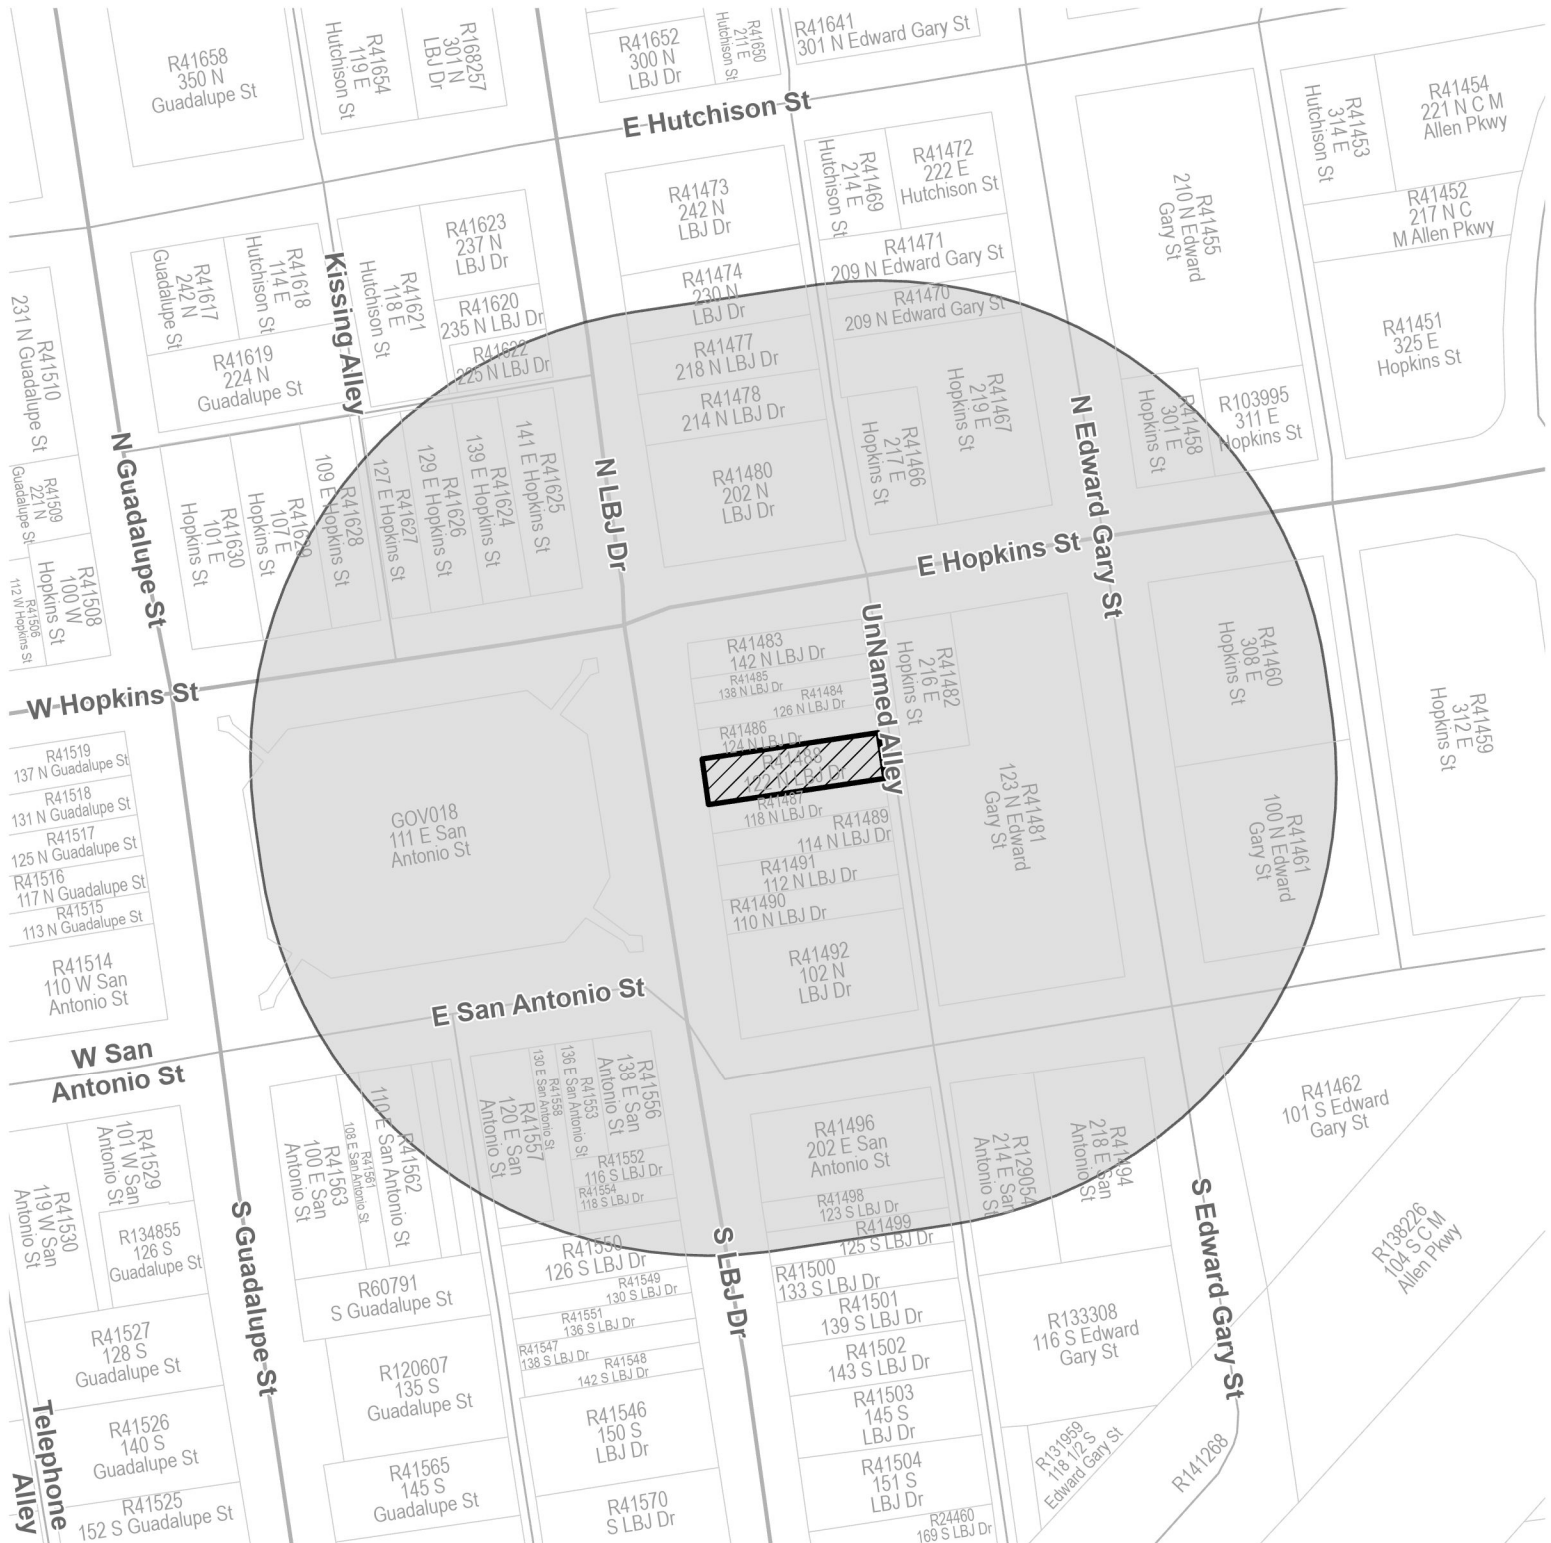 R41658
350 N
Guadalupe St
R41654
119 E
Hutchison St
R168257
301 N
LBJ Dr
R41652
300 N
LBJ Dr
R41650
211 E
Hutchison St
R41641
301 N Edward Gary St
E Hutchison St
R41453
314 E
Hutchison St
R41454
221 N C M
Allen Pkwy
R41452
217 N C
M Allen Pkwy
R41451
325 E
Hopkins St
R41455
210 N Edward
Gary St
R41473
242 N
LBJ Dr
R41469
214 E
Hutchison St
R41472
222 E
Hutchison St
R41471
209 N Edward Gary St
R41470
209 N Edward Gary St
R41474
230 N
LBJ Dr
R41477
218 N LBJ Dr
R41478
214 N LBJ Dr
R41480
202 N
LBJ Dr
R41467
219 E
Hopkins St
R41466
217 E
Hopkins St
R41458
301 E
Hopkins St
R103995
311 E
Hopkins St
R41617
242 N
Guadalupe St
R41618
114 E
Hutchison St
Kissing Alley
R41621
118 E
Hutchison St
R41623
237 N
LBJ Dr
R41620
235 N LBJ Dr
R41622
225 N LBJ Dr
R41619
224 N
Guadalupe St
R41510
231 N Guadalupe St
R41509
221 N
Guadalupe St
R41508
100 W
Hopkins St
R41506
112 W Hopkins St
N Guadalupe St
R41630
101 E
Hopkins St
R41629
107 E
Hopkins St
R41628
109 E Hopkins St
R41627
127 E Hopkins St
R41626
129 E Hopkins St
R41624
139 E Hopkins St
R41625
141 E Hopkins St
N LBJ Dr
N Edward Gary St
E Hopkins St
W Hopkins St
UnNamed Alley
R41483
142 N LBJ Dr
R41485
138 N LBJ Dr
R41484
126 N LBJ Dr
R41486
124 N LBJ Dr
R41488
122 N LBJ Dr
R41487
118 N LBJ Dr
R41489
114 N LBJ Dr
R41491
112 N LBJ Dr
R41490
110 N LBJ Dr
R41492
102 N
LBJ Dr
R41482
216 E
Hopkins St
R41481
123 N Edward
Gary St
R41460
308 E
Hopkins St
R41461
100 N Edward
Gary St
R41459
312 E
Hopkins St
R41519
137 N Guadalupe St
R41518
131 N Guadalupe St
R41517
125 N Guadalupe St
R41516
117 N Guadalupe St
R41515
113 N Guadalupe St
R41514
110 W San
Antonio St
GOV018
111 E San
Antonio St
E San Antonio St
W San
Antonio St
R41529
101 W San
Antonio St
R41530
119 W San
Antonio St
R134855
126 S
Guadalupe St
R41527
128 S
Guadalupe St
R41526
140 S
Guadalupe St
R41525
152 S Guadalupe St
Telephone
Alley
S Guadalupe St
R41563
100 E San
Antonio St
R41561
108 E San Antonio St
R41562
110 E San Antonio St
R60791
S Guadalupe St
R120607
135 S
Guadalupe St
R41565
145 S
Guadalupe St
R41557
120 E San
Antonio St
R41558
130 E San Antonio St
R41553
136 E San Antonio St
R41556
138 E San
Antonio St
R41552
116 S LBJ Dr
R41554
118 S LBJ Dr
R41550
126 S LBJ Dr
R41549
130 S LBJ Dr
R41551
136 S LBJ Dr
R41547
138 S LBJ Dr
R41548
142 S LBJ Dr
R41546
150 S
LBJ Dr
R41570
S LBJ Dr
S LBJ Dr
R41496
202 E San
Antonio St
R41498
123 S LBJ Dr
R41499
125 S LBJ Dr
R41500
133 S LBJ Dr
R41501
139 S LBJ Dr
R41502
143 S LBJ Dr
R41503
145 S
LBJ Dr
R41504
151 S
LBJ Dr
R24460
169 S LBJ Dr
R129054
214 E San
Antonio St
R41494
218 E San
Antonio St
R41462
101 S Edward
Gary St
R133308
116 S Edward
Gary St
S Edward Gary St
R138226
104 S C M
Allen Pkwy
R131959
118 1/2 S
Edward Gary St
R141268